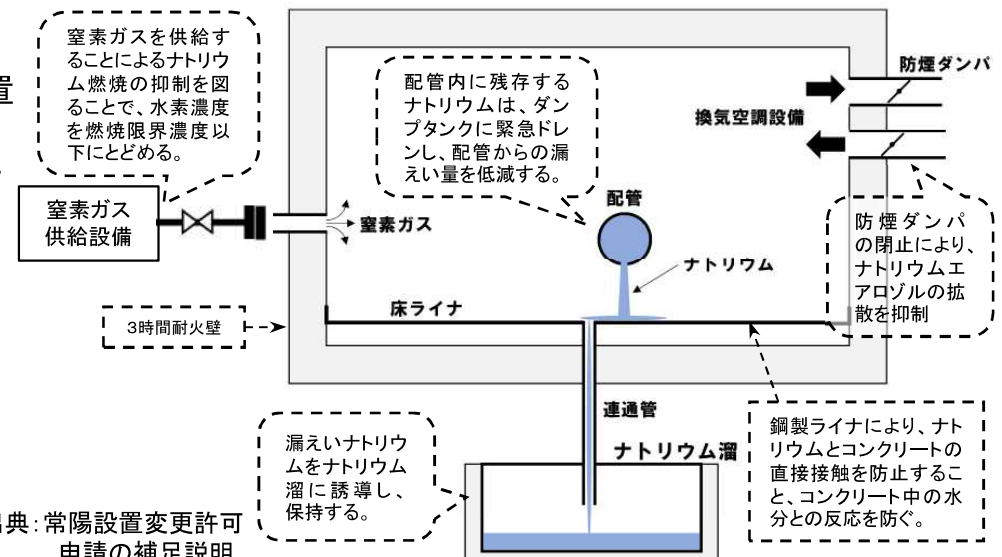 窒素ガスを供給す
ることによるナトリウ
ム燃焼の抑制を図
ることで、水素濃度
を燃焼限界濃度以
下にとどめる。
置
配管内に残存する
ナトリウムは、ダン
プタンクに緊急ドレ
ンし、配管からの漏
えい量を低減する。
防煙ダンパ
換気空調設備
窒素ガス
供給設備
窒素ガス
配管
ナトリウム
防煙ダンパ
の閉止により、
ナトリウムエ
アロゾルの拡
散を抑制
床ライナ
3時間耐火壁
連通管
ナトリウム溜
漏えいナトリウ
ムをナトリウム
溜に誘導し、
保持する。
鋼製ライナにより、ナト
リウムとコンクリートの
直接接触を防止するこ
と、コンクリート中の水
分との反応を防ぐ。
出典：常陽設置変更許可
申請の補足説明